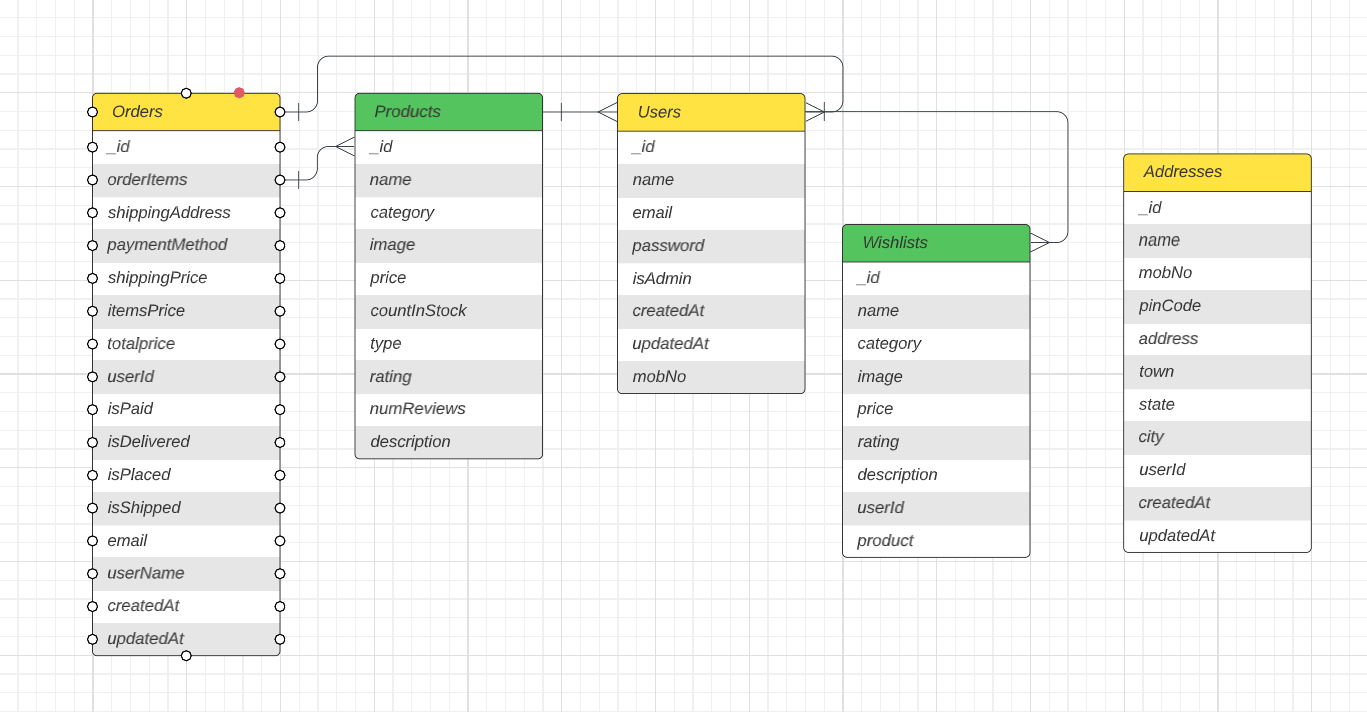 Orders
_id
orderItems
shippingAddress
paymentMethod
shippingPrice
itemsPrice
totalprice
userId
isPaid
isDelivered
isPlaced
isShipped
email
userName
createdAt
updatedAt
Products
_id
name
category
image
price
countInStock
type
rating
numReviews
description
Users
_id
name
email
password
isAdmin
createdAt
updatedAt
mobNo
Wishlists
_id
name
category
image
price
rating
description
userId
product
Addresses
_id
name
mobNo
pinCode
address
town
state
city
userId
createdAt
updatedAt